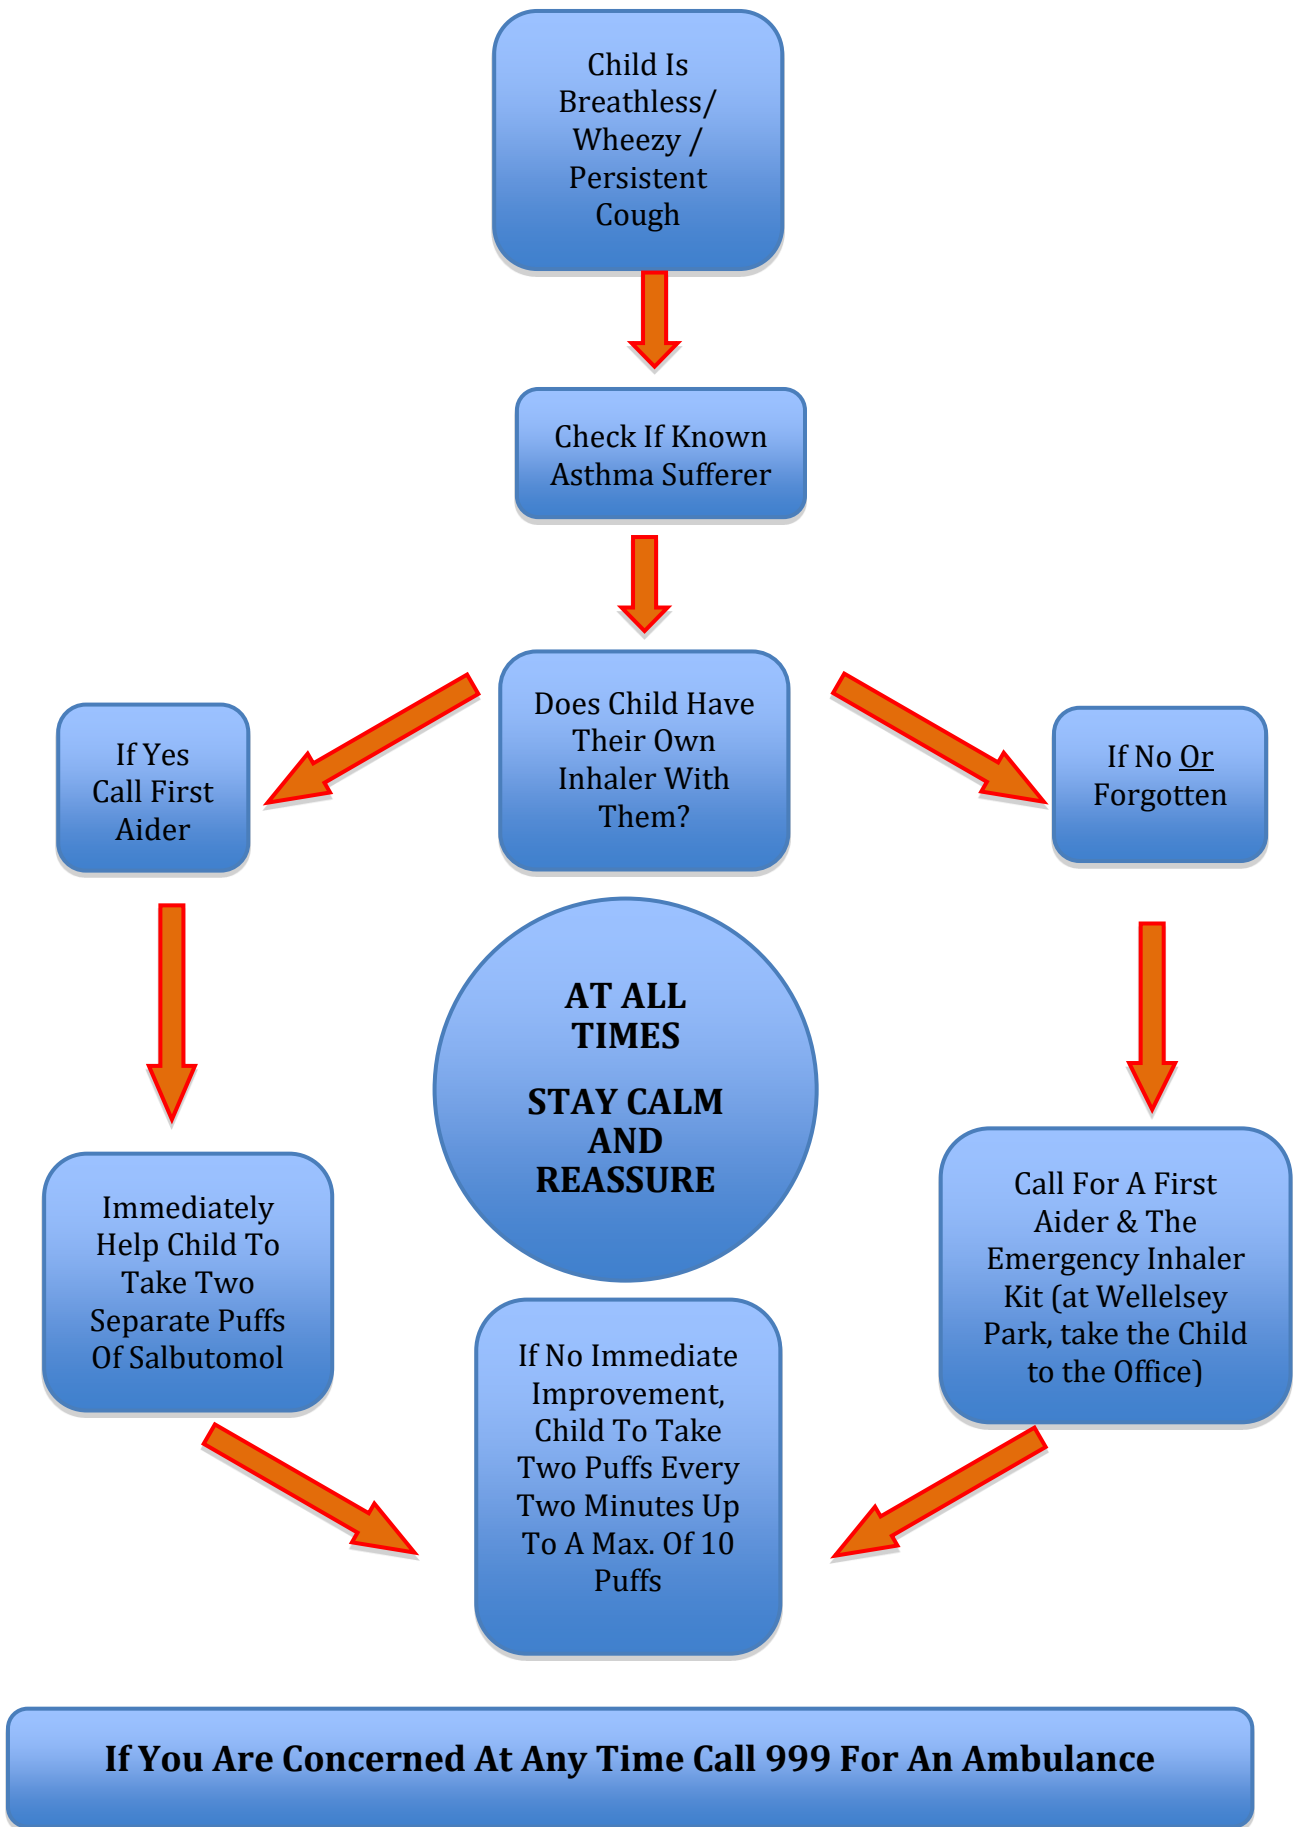 Child Is
Breathless/
Wheezy /
Persistent
Cough
Check If Known
Asthma Sufferer
Does Child Have
Their Own
Inhaler With
Them?
If Yes
Call First
Aider
If No Or
Forgotten
AT ALL
TIMES
STAY CALM
AND
REASSURE
Immediately
Help Child To
Take Two
Separate Puffs
Of Salbutomol
Call For A First
Aider & The
Emergency Inhaler
Kit (at Wellelsey
Park, take the Child
to the Office)
If No Immediate
Improvement,
Child To Take
Two Puffs Every
Two Minutes Up
To A Max. Of 10
Puffs
If You Are Concerned At Any Time Call 999 For An Ambulance